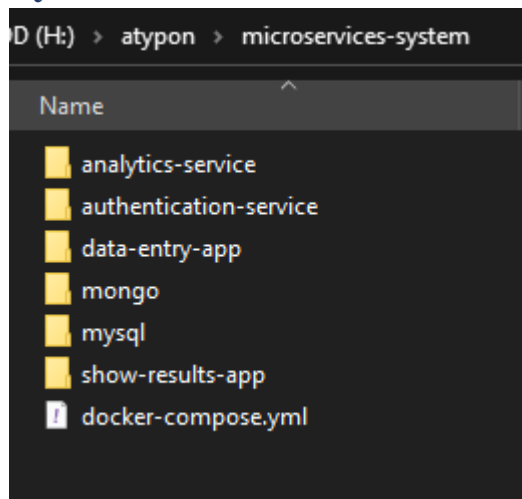 D (H:) > atypon > microservices-system
Name
analytics-service
authentication-service
data-entry-app
mongo
mysql
show-results-app
docker-compose.yml